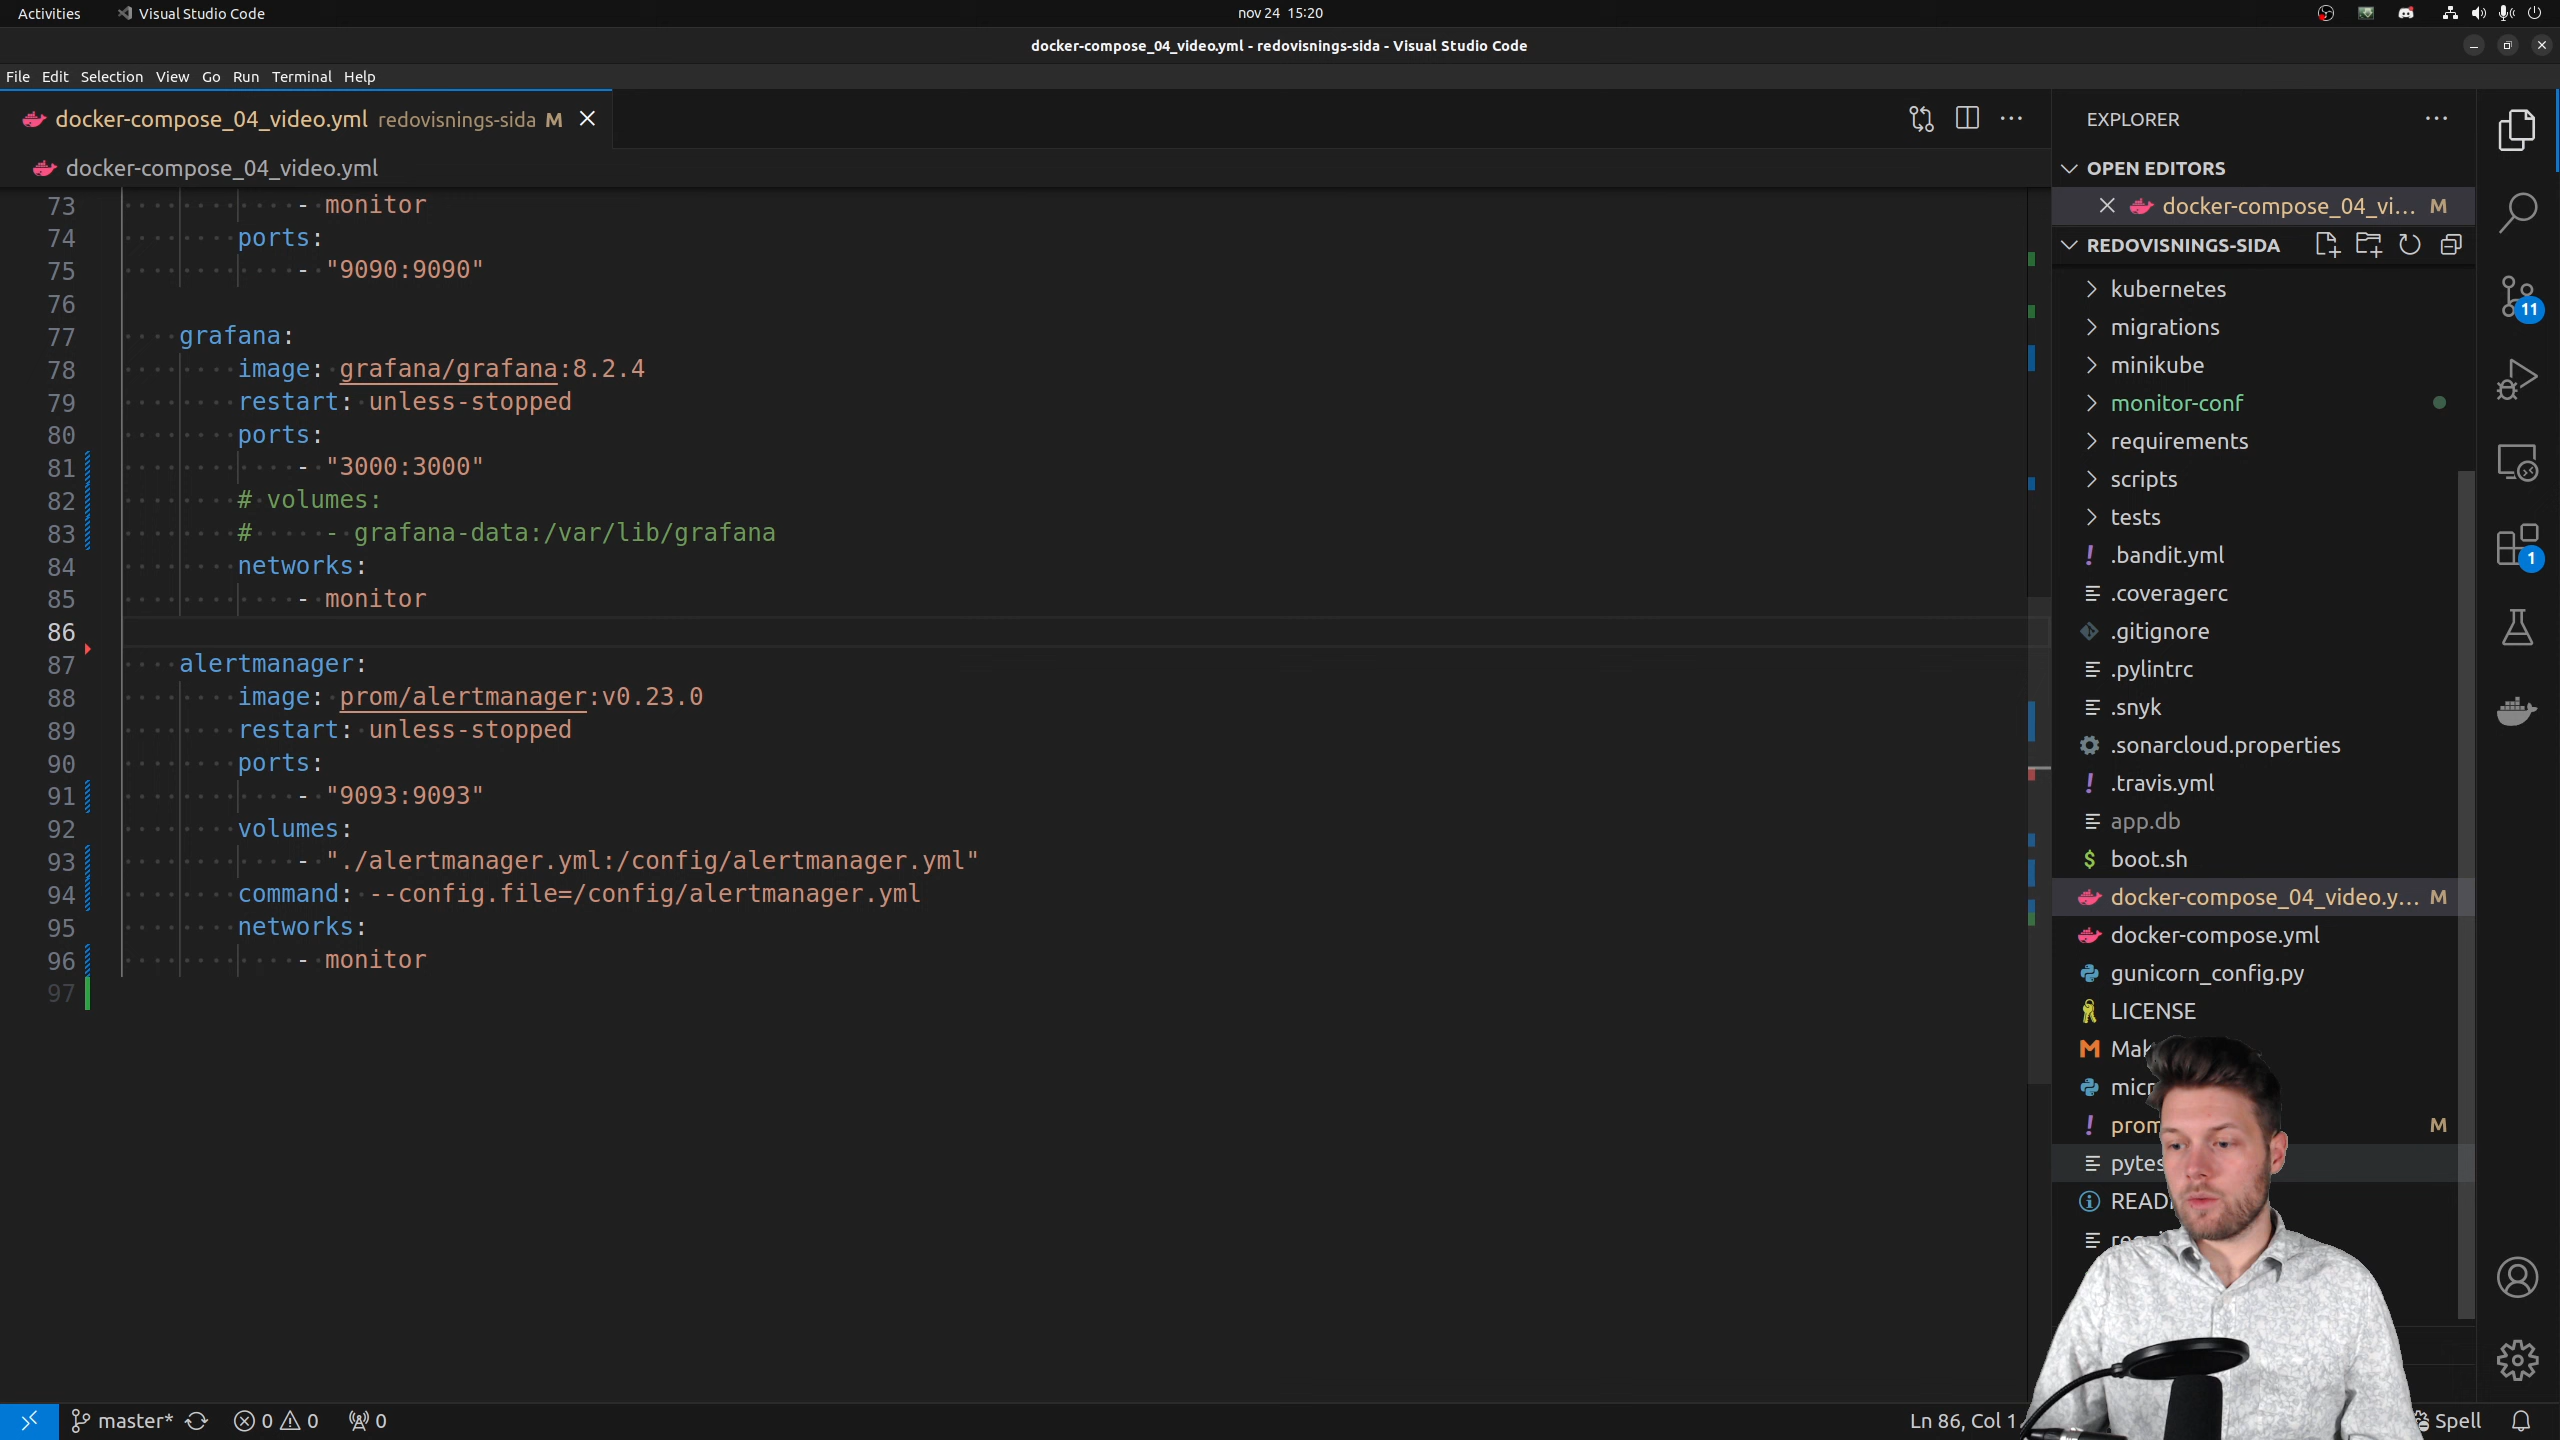 Activities Visual Studio Code nov 24 15:20
docker-compose_04_video.yml - redovisnings-sida - Visual Studio Code
File Edit Selection View Go Run Terminal Help
docker-compose_04_video.yml redovisnings-sida M
docker-compose_04_video.yml
73 - monitor
74 ports:
75 - "9090:9090"
76
77 grafana:
78 image: grafana/grafana:8.2.4
79 restart: unless-stopped
80 ports:
81 - "3000:3000"
82 # volumes:
83 # - grafana-data:/var/lib/grafana
84 networks:
85 - monitor
86
87 alertmanager:
88 image: prom/alertmanager:v0.23.0
89 restart: unless-stopped
90 ports:
91 - "9093:9093"
92 volumes:
93 - "./alertmanager.yml:/config/alertmanager.yml"
94 command: --config.file=/config/alertmanager.yml
95 networks:
96 - monitor
97
EXPLORER
OPEN EDITORS
docker-compose_04_vi... M
REDOVISNINGS-SIDA
kubernetes
migrations
minikube
monitor-conf
requirements
scripts
tests
.bandit.yml
.coveragerc
.gitignore
.pylintrc
.snyk
.sonarcloud.properties
.travis.yml
app.db
boot.sh
docker-compose_04_video.y... M
docker-compose.yml
gunicorn_config.py
LICENSE
M
M
11
1
master* 0 0 0
Ln 86, Col 1
Spell